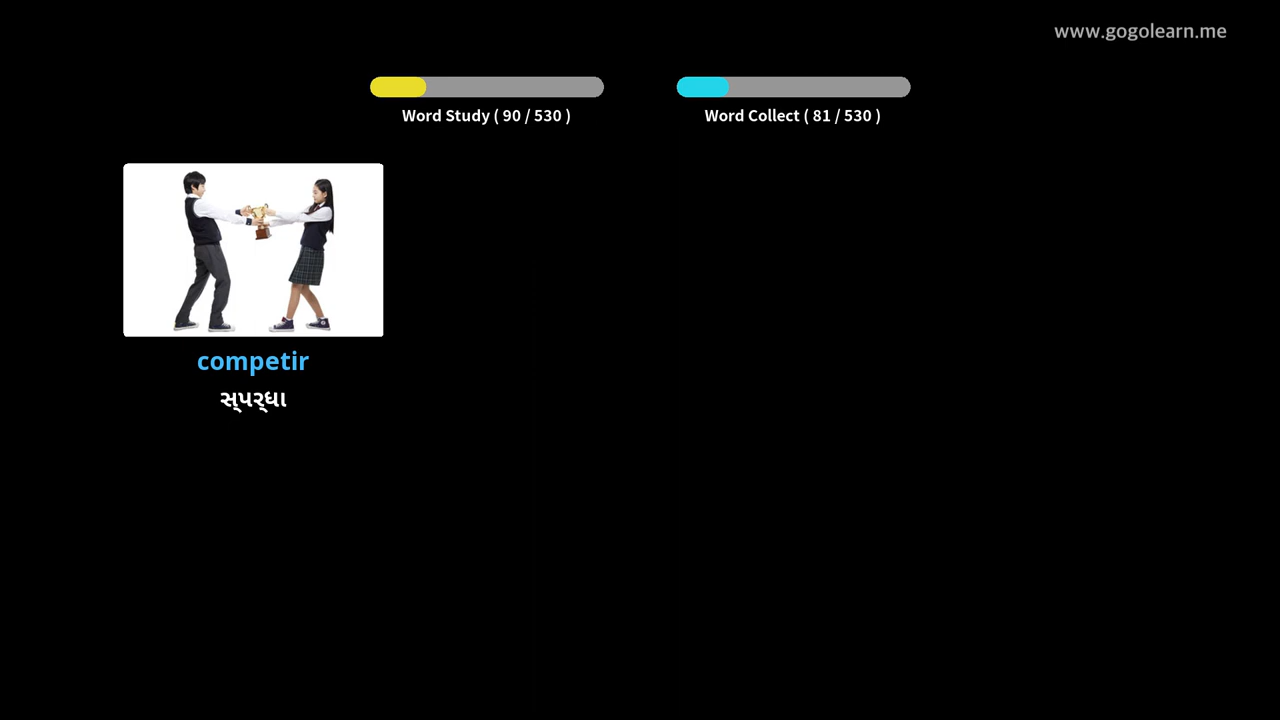 www.gogolearn.me
Word Study ( 90 / 530 )
Word Collect ( 81 / 530 )
competir
સ્પર્ધા